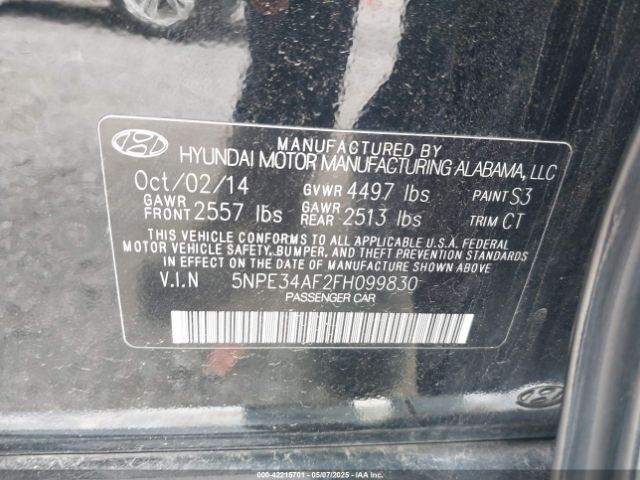 MANUFACTURED BY
HYUNDAI MOTOR MANUFACTURING ALABAMA, LLC
Oct/02/14 GVWR 4497 lbs PAINT S3
GAWR FRONT 2557 lbs GAWR REAR 2513 lbs TRIM CT
THIS VEHICLE CONFORMS TO ALL APPLICABLE U.S.A. FEDERAL
MOTOR VEHICLE SAFETY, BUMPER, AND THEFT PREVENTION STANDARDS
IN EFFECT ON THE DATE OF MANUFACTURE SHOWN ABOVE
V.I.N 5NPE34AF2FH099830
PASSENGER CAR
000-42215701 - 05/07/2025 - IAA Inc.